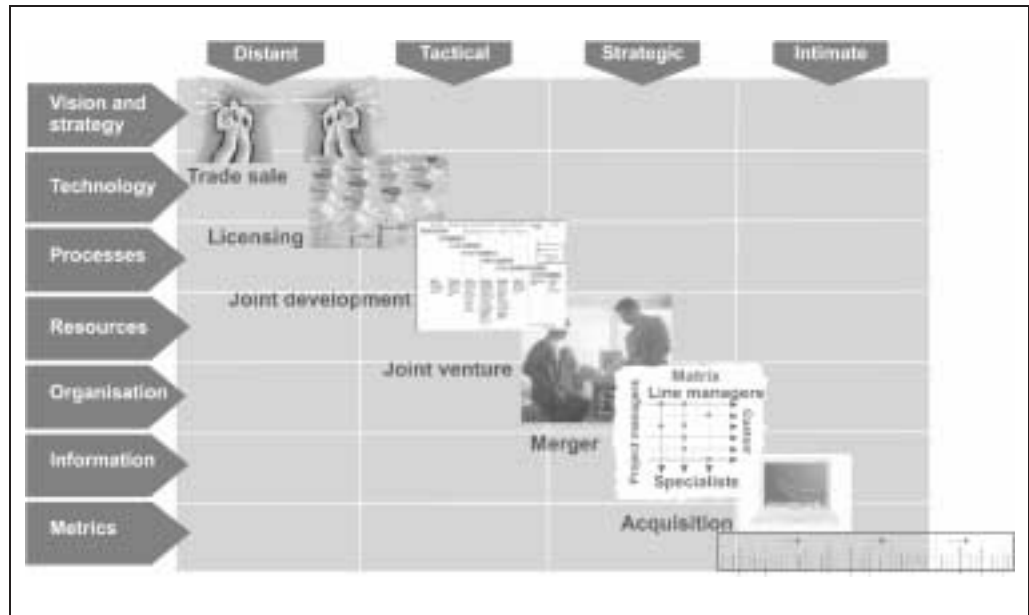 Distant
Tactical
Strategic
Intimate
Vision and
strategy
Trade sale
Technology
Licensing
Processes
Joint development
Resources
Joint venture
Matrix
Line managers
Organisation
Project managers
Merger
Information
Specialists
Acquisition
Metrics